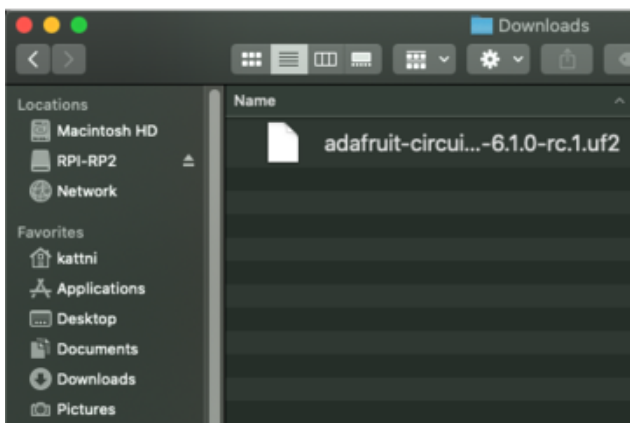 Downloads
Locations
Macintosh HD
RPI-RP2
Network
Favorites
kattni
Applications
Desktop
Documents
Downloads
Pictures
Name
adafruit-circui...-6.1.0-rc.1.uf2